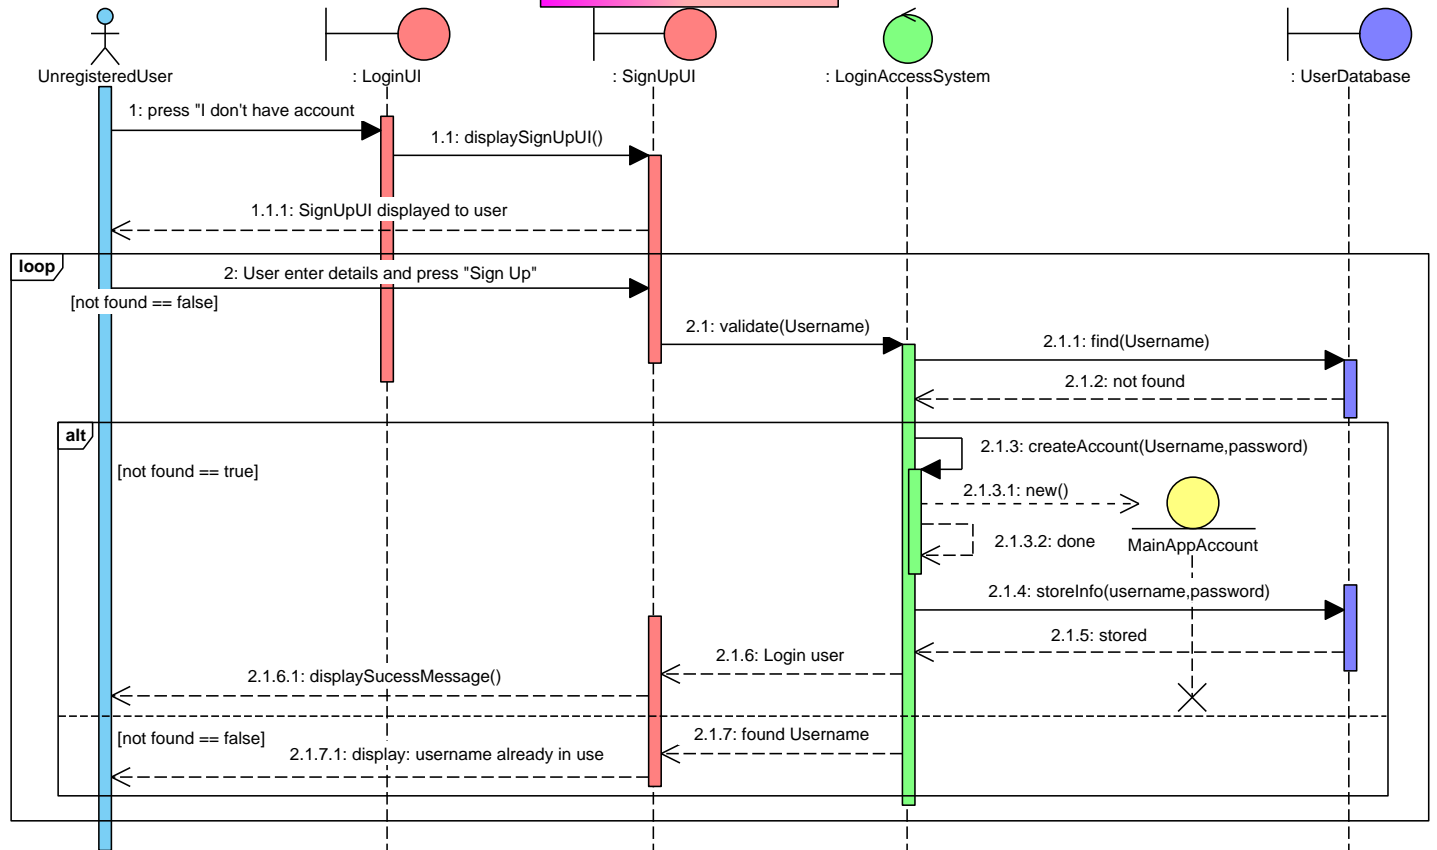 UnregisteredUser
: LoginUI
: SignUpUI
: LoginAccessSystem
: UserDatabase
1: press "I don't have account
1.1: displaySignUpUI()
1.1.1: SignUpUI displayed to user
loop
2: User enter details and press "Sign Up"
[not found == false]
2.1: validate(Username)
2.1.1: find(Username)
2.1.2: not found
alt
[not found == true]
2.1.3: createAccount(Username,password)
2.1.3.1: new()
2.1.3.2: done
MainAppAccount
2.1.4: storeInfo(username,password)
2.1.5: stored
2.1.6: Login user
2.1.6.1: displaySucessMessage()
[not found == false]
2.1.7: found Username
2.1.7.1: display: username already in use